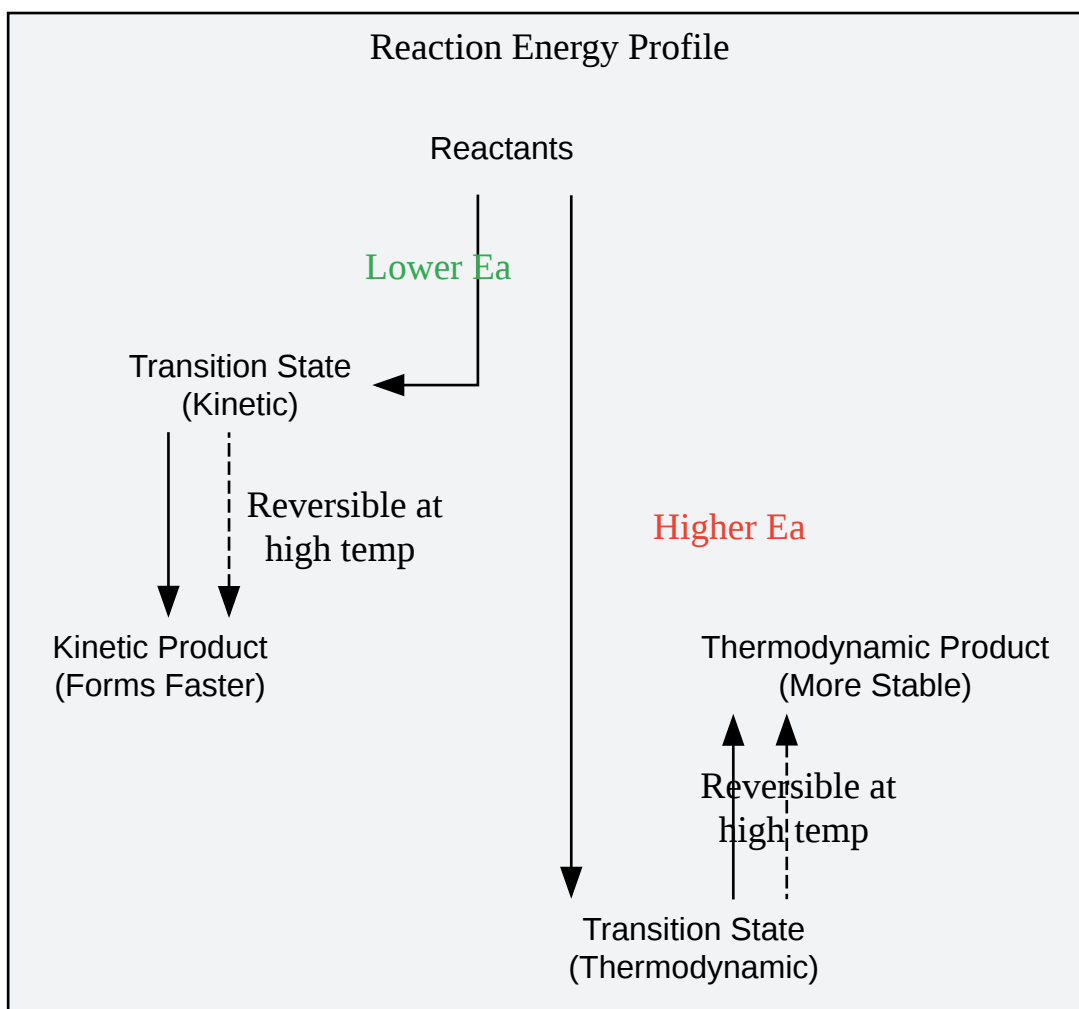 Reaction Energy Profile
Reactants
Lower Ea
Transition State
(Kinetic)
Reversible at
high temp
Higher Ea
Kinetic Product
(Forms Faster)
Thermodynamic Product
(More Stable)
Reversible at
high temp
Transition State
(Thermodynamic)